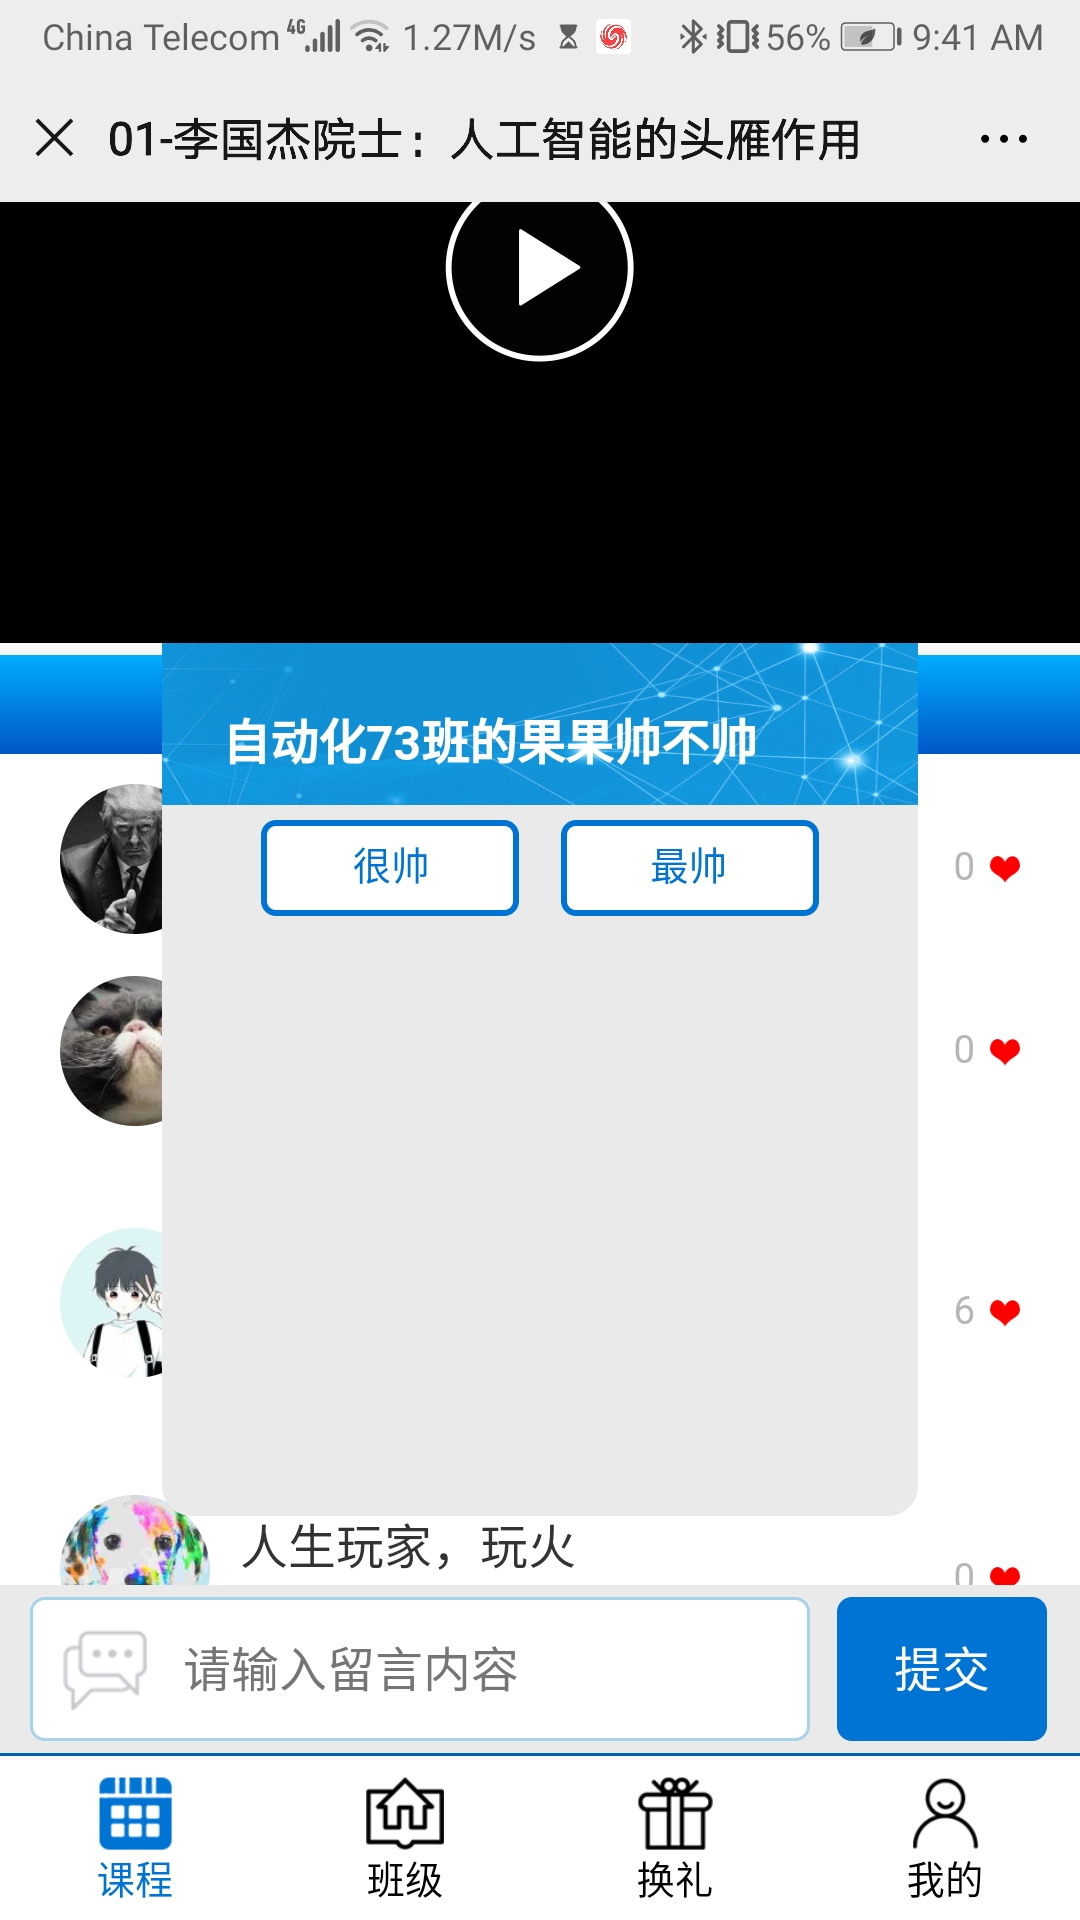 China Telecom 4G 1.27M/s 56% 9:41 AM
01-李国杰院士：人工智能的头雁作用
自动化73班的果果帅不帅
很帅 最帅
0
0
6
人生玩家，玩火
0
请输入留言内容 提交
课程 班级 换礼 我的